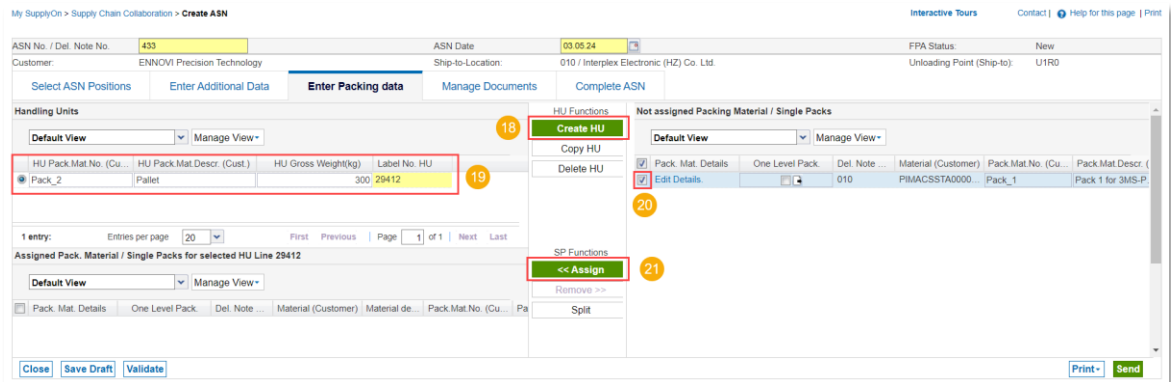 My SupplyOn > Supply Chain Collaboration > Create ASN
Interactive Tours Contact | Help for this page | Print
ASN No. / Del. Note No. 433 ASN Date 03.05.24 FPA Status: New
Customer: ENNOVI Precision Technology Ship-to-Location: 010 / Interplex Electronic (HZ) Co. Ltd. Unloading Point (Ship-to): U1R0
Select ASN Positions Enter Additional Data Enter Packing data Manage Documents Complete ASN
Handling Units HU Functions Not assigned Packing Material / Single Packs
18 Create HU
Default View Manage View Default View Manage View
Copy HU
HU Pack.Mat.No. (Cu... HU Pack.Mat.Descr. (Cust.) HU Gross Weight(kg) Label No. HU Delete HU Pack. Mat. Details One Level Pack. Del. Note ... Material (Customer) Pack.Mat.No. (Cu... Pack.Mat.Descr. (
Pack_2 Pallet 300 29412 19 Edit Details. 010 PIMACSSTA0000... Pack_1 Pack 1 for 3MS-P
20
1 entry: Entries per page 20 First Previous | Page 1 of 1 | Next Last
Assigned Pack. Material / Single Packs for selected HU Line 29412 SP Functions
<< Assign 21
Default View Manage View
Remove >>
Pack. Mat. Details One Level Pack. Del. Note ... Material (Customer) Material de... Pack.Mat.No. (Cu... Pa Split
Close Save Draft Validate Print Send